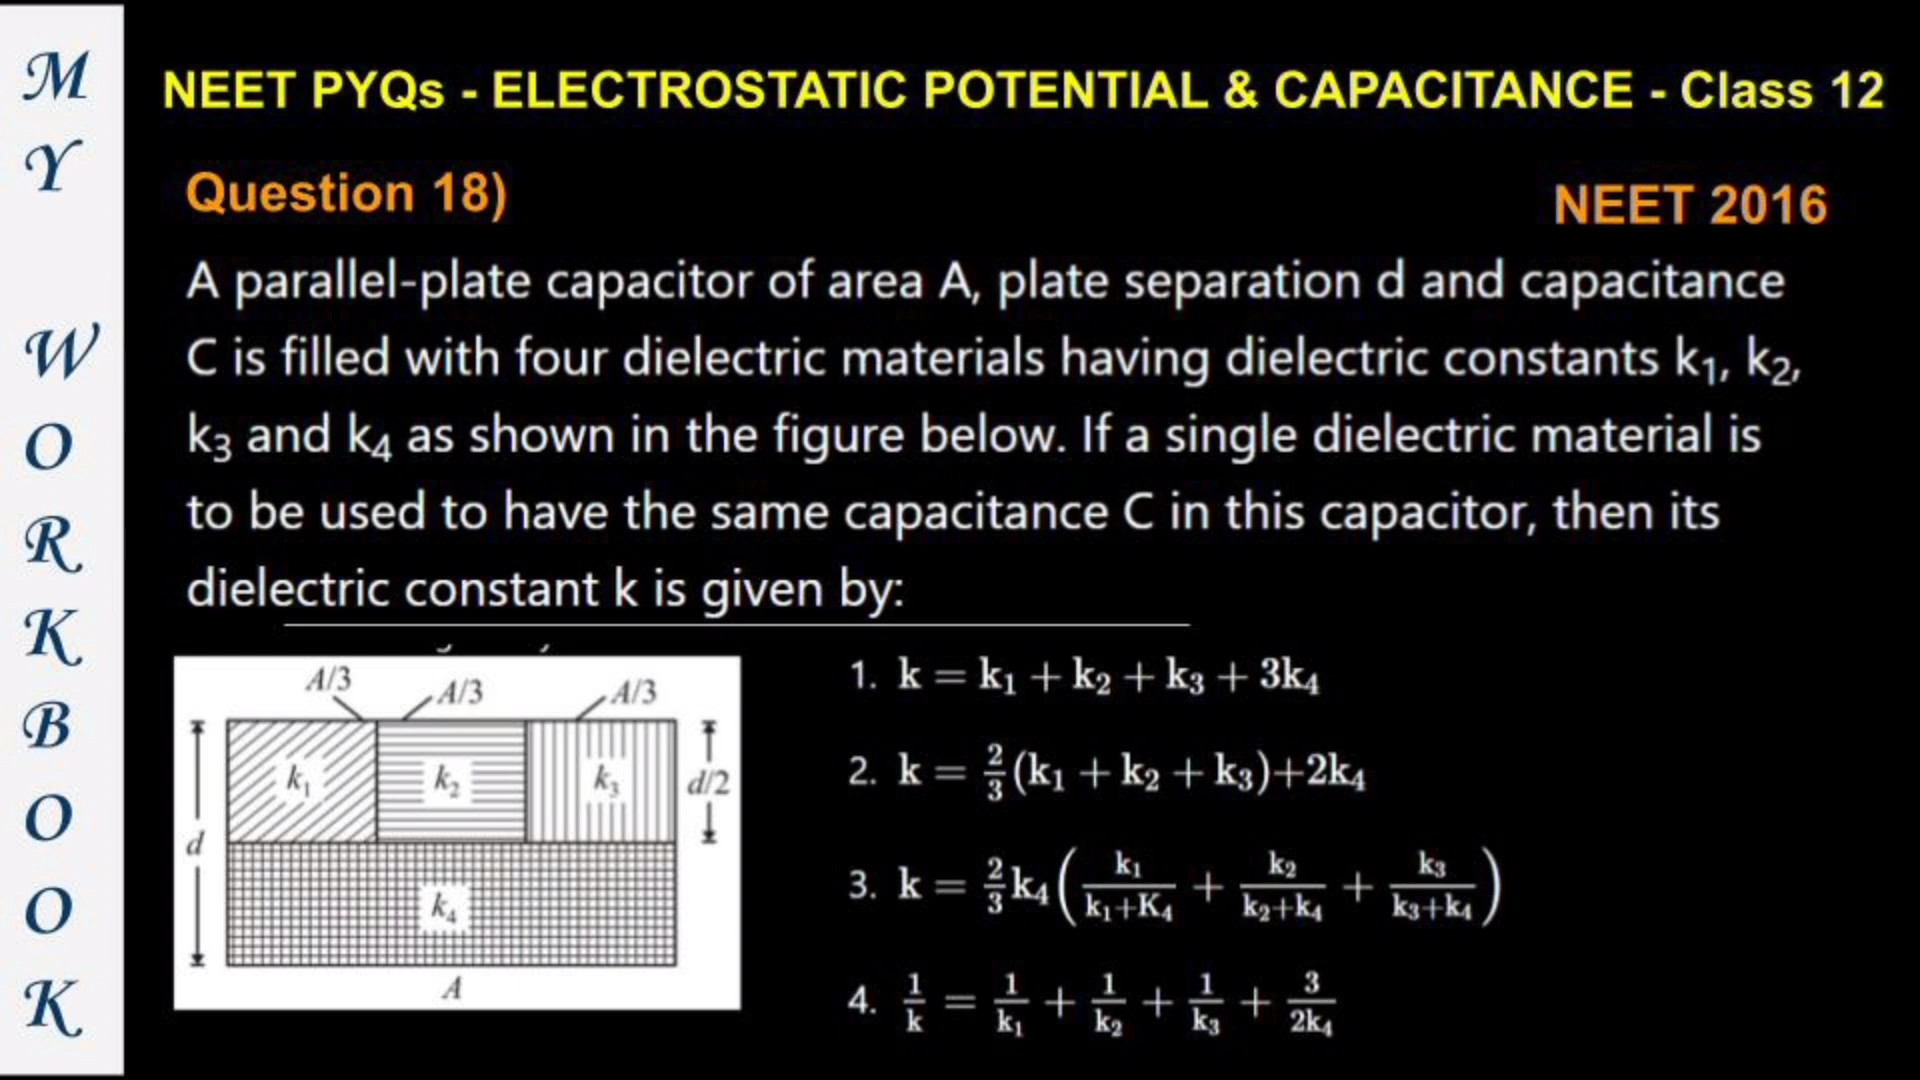 MY WORKBOOK
NEET PYQs - ELECTROSTATIC POTENTIAL & CAPACITANCE - Class 12
Question 18)
NEET 2016
A parallel-plate capacitor of area A, plate separation d and capacitance
C is filled with four dielectric materials having dielectric constants k₁, k₂,
k₃ and k₄ as shown in the figure below. If a single dielectric material is
to be used to have the same capacitance C in this capacitor, then its
dielectric constant k is given by:
A/3 A/3 A/3
k₁ k₂ k₃ d/2
d
k₄
A
1. k = k₁ + k₂ + k₃ + 3k₄
2. k = 2/3 (k₁ + k₂ + k₃)+2k₄
3. k = 2/3 k₄ (k₁/(k₁+K₄) + k₂/(k₂+k₄) + k₃/(k₃+k₄))
4. 1/k = 1/k₁ + 1/k₂ + 1/k₃ + 3/2k₄